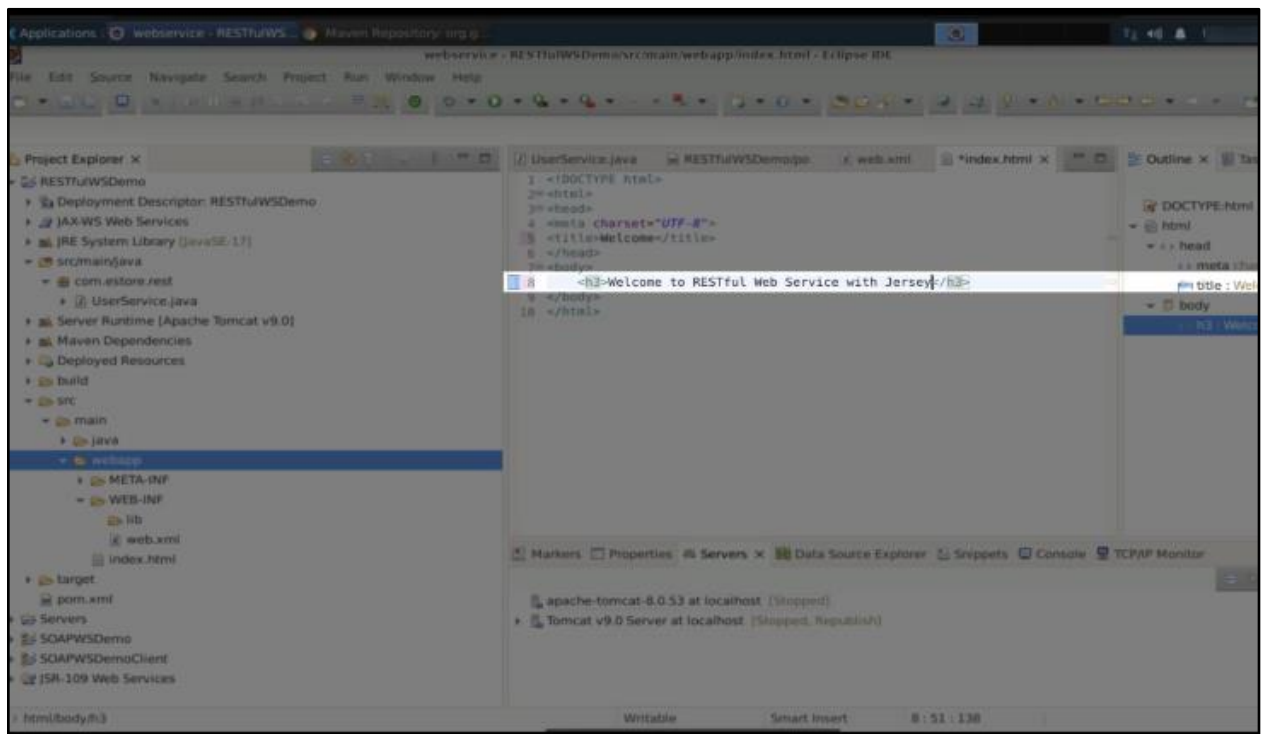 Applications webservice - RESTfulWS... Maven Repository: org.g...
webservice - RESTfulWSDemo/src/main/webapp/index.html - Eclipse IDE
File Edit Source Navigate Search Project Run Window Help
Project Explorer
RESTfulWSDemo
Deployment Descriptor: RESTfulWSDemo
JAX-WS Web Services
JRE System Library [JavaSE-17]
src/main/java
com.estore.rest
UserService.java
Server Runtime [Apache Tomcat v9.0]
Maven Dependencies
Deployed Resources
build
src
main
java
webapp
META-INF
WEB-INF
lib
web.xml
index.html
target
pom.xml
Servers
SOAPWSDemo
SOAPWSDemoClient
JSR-109 Web Services
UserService.java RESTfulWSDemo/po web.xml *index.html
1 <!DOCTYPE html>
2 <html>
3 <head>
4 <meta charset="UTF-8">
5 <title>Welcome</title>
6 </head>
7 <body>
8 <h3>Welcome to RESTful Web Service with Jersey</h3>
9 </body>
10 </html>
Outline Tas
DOCTYPE:html
html
head
meta
title : Wel
body
h3 : Welco
Markers Properties Servers Data Source Explorer Snippets Console TCP/IP Monitor
apache-tomcat-8.0.53 at localhost [Stopped]
Tomcat v9.0 Server at localhost [Stopped, Republish]
html/body/h3 Writable Smart Insert 8 : 51 : 138